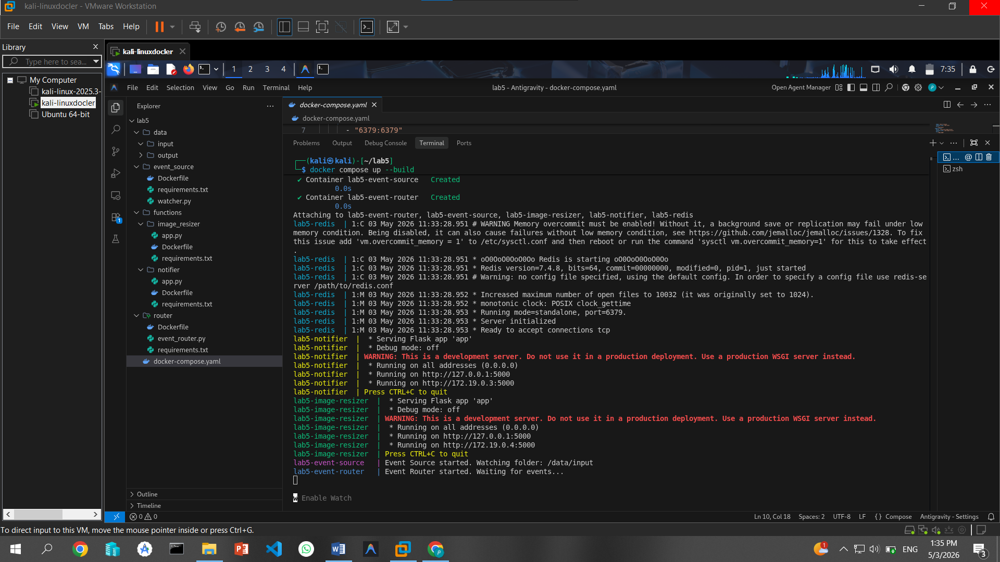 kali-linuxdocler - VMware Workstation
File Edit View VM Tabs Help
Library
Type here to sea...
My Computer
kali-linux-2025.3-
kali-linuxdocler
Ubuntu 64-bit
kali-linuxdocler
1 2 3 4
7:35
File Edit Selection View Go Run Terminal Help
lab5 - Antigravity - docker-compose.yaml
Open Agent Manager
P
Explorer
lab5
data
input
output
event_source
Dockerfile
requirements.txt
watcher.py
functions
image_resizer
app.py
Dockerfile
requirements.txt
notifier
app.py
Dockerfile
requirements.txt
router
Dockerfile
event_router.py
requirements.txt
docker-compose.yaml
Outline
Timeline
1
docker-compose.yaml
docker-compose.yaml
7 - "6379:6379"
Problems Output Debug Console Terminal Ports
... @
zsh
(kali㉿kali)-[~/lab5]
$ docker compose up --build
✔ Container lab5-event-source Created
0.0s
✔ Container lab5-event-router Created
0.0s
Attaching to lab5-event-router, lab5-event-source, lab5-image-resizer, lab5-notifier, lab5-redis
lab5-redis | 1:C 03 May 2026 11:33:28.951 # WARNING Memory overcommit must be enabled! Without it, a background save or replication may fail under low
memory condition. Being disabled, it can also cause failures without low memory condition, see https://github.com/jemalloc/jemalloc/issues/1328. To fix
this issue add 'vm.overcommit_memory = 1' to /etc/sysctl.conf and then reboot or run the command 'sysctl vm.overcommit_memory=1' for this to take effect
.
lab5-redis | 1:C 03 May 2026 11:33:28.951 * oO0OoO0OoO0Oo Redis is starting oO0OoO0OoO0Oo
lab5-redis | 1:C 03 May 2026 11:33:28.951 * Redis version=7.4.8, bits=64, commit=00000000, modified=0, pid=1, just started
lab5-redis | 1:C 03 May 2026 11:33:28.951 # Warning: no config file specified, using the default config. In order to specify a config file use redis-se
rver /path/to/redis.conf
lab5-redis | 1:M 03 May 2026 11:33:28.952 * Increased maximum number of open files to 10032 (it was originally set to 1024).
lab5-redis | 1:M 03 May 2026 11:33:28.952 * monotonic clock: POSIX clock_gettime
lab5-redis | 1:M 03 May 2026 11:33:28.953 * Running mode=standalone, port=6379.
lab5-redis | 1:M 03 May 2026 11:33:28.953 * Server initialized
lab5-redis | 1:M 03 May 2026 11:33:28.953 * Ready to accept connections tcp
lab5-notifier | * Serving Flask app 'app'
lab5-notifier | * Debug mode: off
lab5-notifier | WARNING: This is a development server. Do not use it in a production deployment. Use a production WSGI server instead.
lab5-notifier | * Running on all addresses (0.0.0.0)
lab5-notifier | * Running on http://127.0.0.1:5000
lab5-notifier | * Running on http://172.19.0.3:5000
lab5-notifier | Press CTRL+C to quit
lab5-image-resizer | * Serving Flask app 'app'
lab5-image-resizer | * Debug mode: off
lab5-image-resizer | WARNING: This is a development server. Do not use it in a production deployment. Use a production WSGI server instead.
lab5-image-resizer | * Running on all addresses (0.0.0.0)
lab5-image-resizer | * Running on http://127.0.0.1:5000
lab5-image-resizer | * Running on http://172.19.0.4:5000
lab5-image-resizer | Press CTRL+C to quit
lab5-event-source | Event Source started. Watching folder: /data/input
lab5-event-router | Event Router started. Waiting for events...
w Enable Watch
0 0
Ln 10, Col 18 Spaces: 2 UTF-8 LF {} Compose Antigravity - Settings
To direct input to this VM, move the mouse pointer inside or press Ctrl+G.
1
ENG
1:35 PM
5/3/2026
3